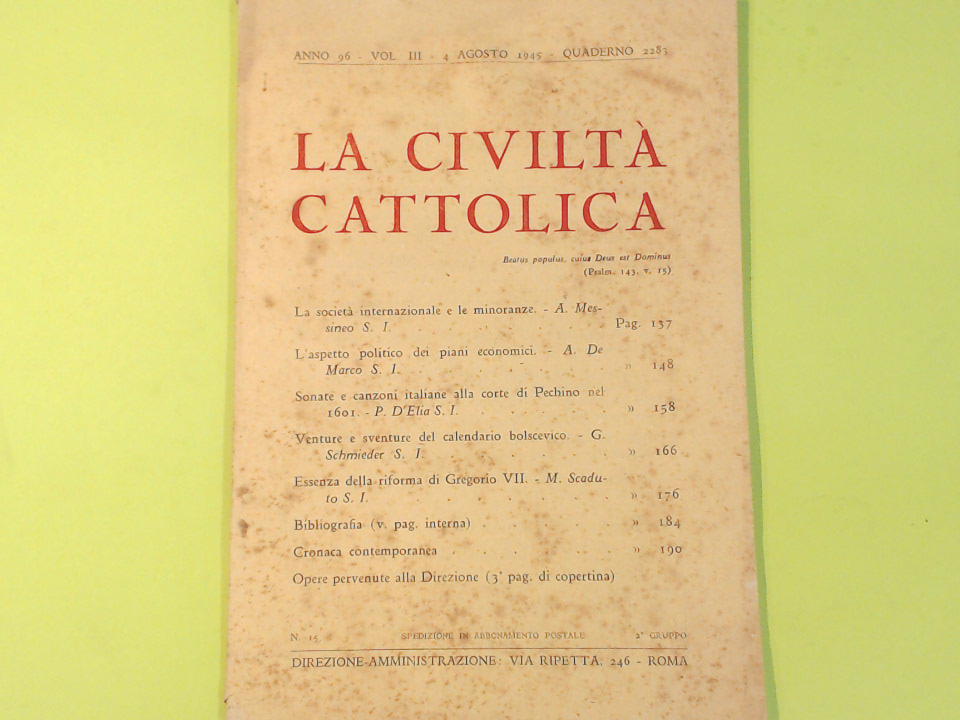 ANNO 96 - VOL III - 4 AGOSTO 1945 - QUADERNO 2283
LA CIVILTÀ
CATTOLICA
Beatus populus, cuius Deus est Dominus
(Psalm. 143, v. 15)
La società internazionale e le minoranze. - A. Mes-
sineo S. I. . . . . . . . Pag. 137
L'aspetto politico dei piani economici. - A. De
Marco S. I. . . . . . . . » 148
Sonate e canzoni italiane alla corte di Pechino nel
1601. - P. D'Elia S. I. . . . . . . » 158
Venture e sventure del calendario bolscevico. - G.
Schmieder S. I. . . . . . . » 166
Essenza della riforma di Gregorio VII. - M. Scadu-
to S. I. . . . . . . . » 176
Bibliografia (v. pag. interna) . . . . . » 184
Cronaca contemporanea . . . . . . » 190
Opere pervenute alla Direzione (3ª pag. di copertina)
N. 15 SPEDIZIONE IN ABBONAMENTO POSTALE 2° GRUPPO
DIREZIONE-AMMINISTRAZIONE: VIA RIPETTA, 246 - ROMA